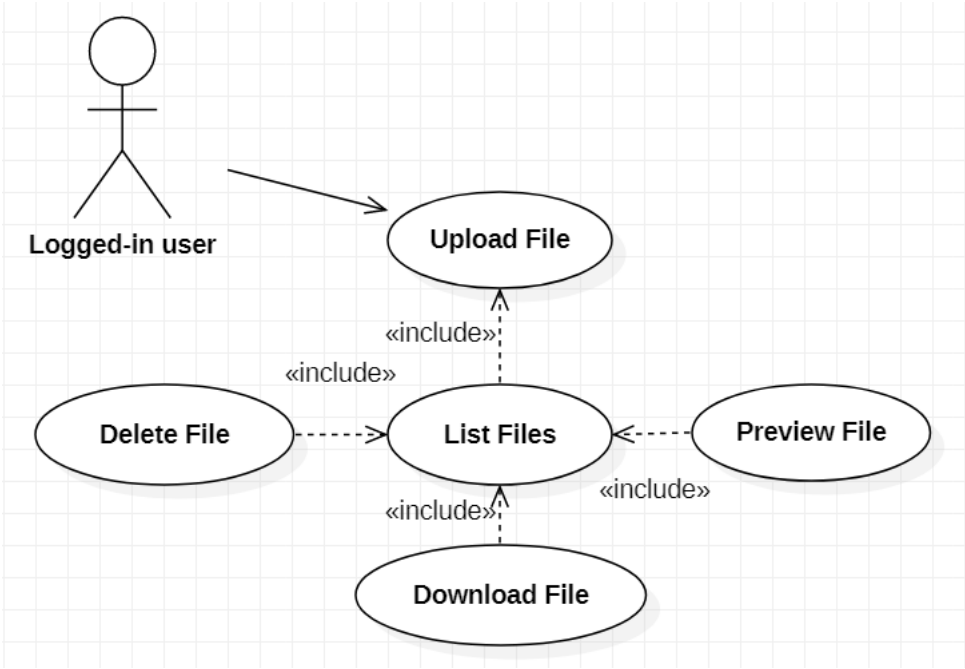 Logged-in user
Upload File
«include»
«include»
Delete File
List Files
Preview File
«include»
«include»
Download File